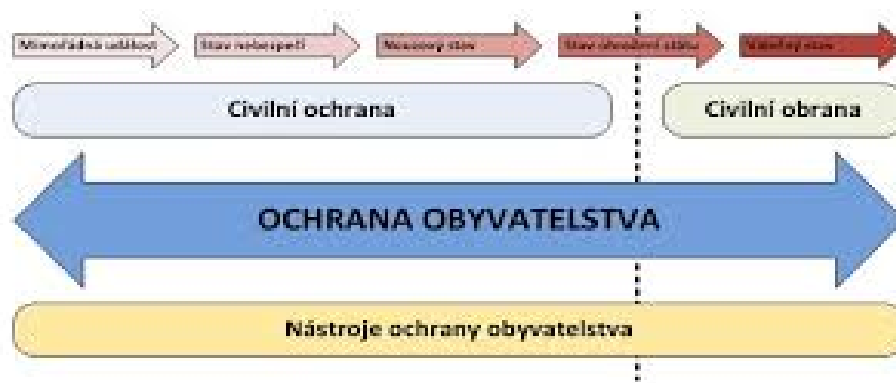 Mimořádná událost
Stav nebezpečí
Nouzový stav
Stav ohrožení státu
Válečný stav
Civilní ochrana
Civilní obrana
OCHRANA OBYVATELSTVA
Nástroje ochrany obyvatelstva